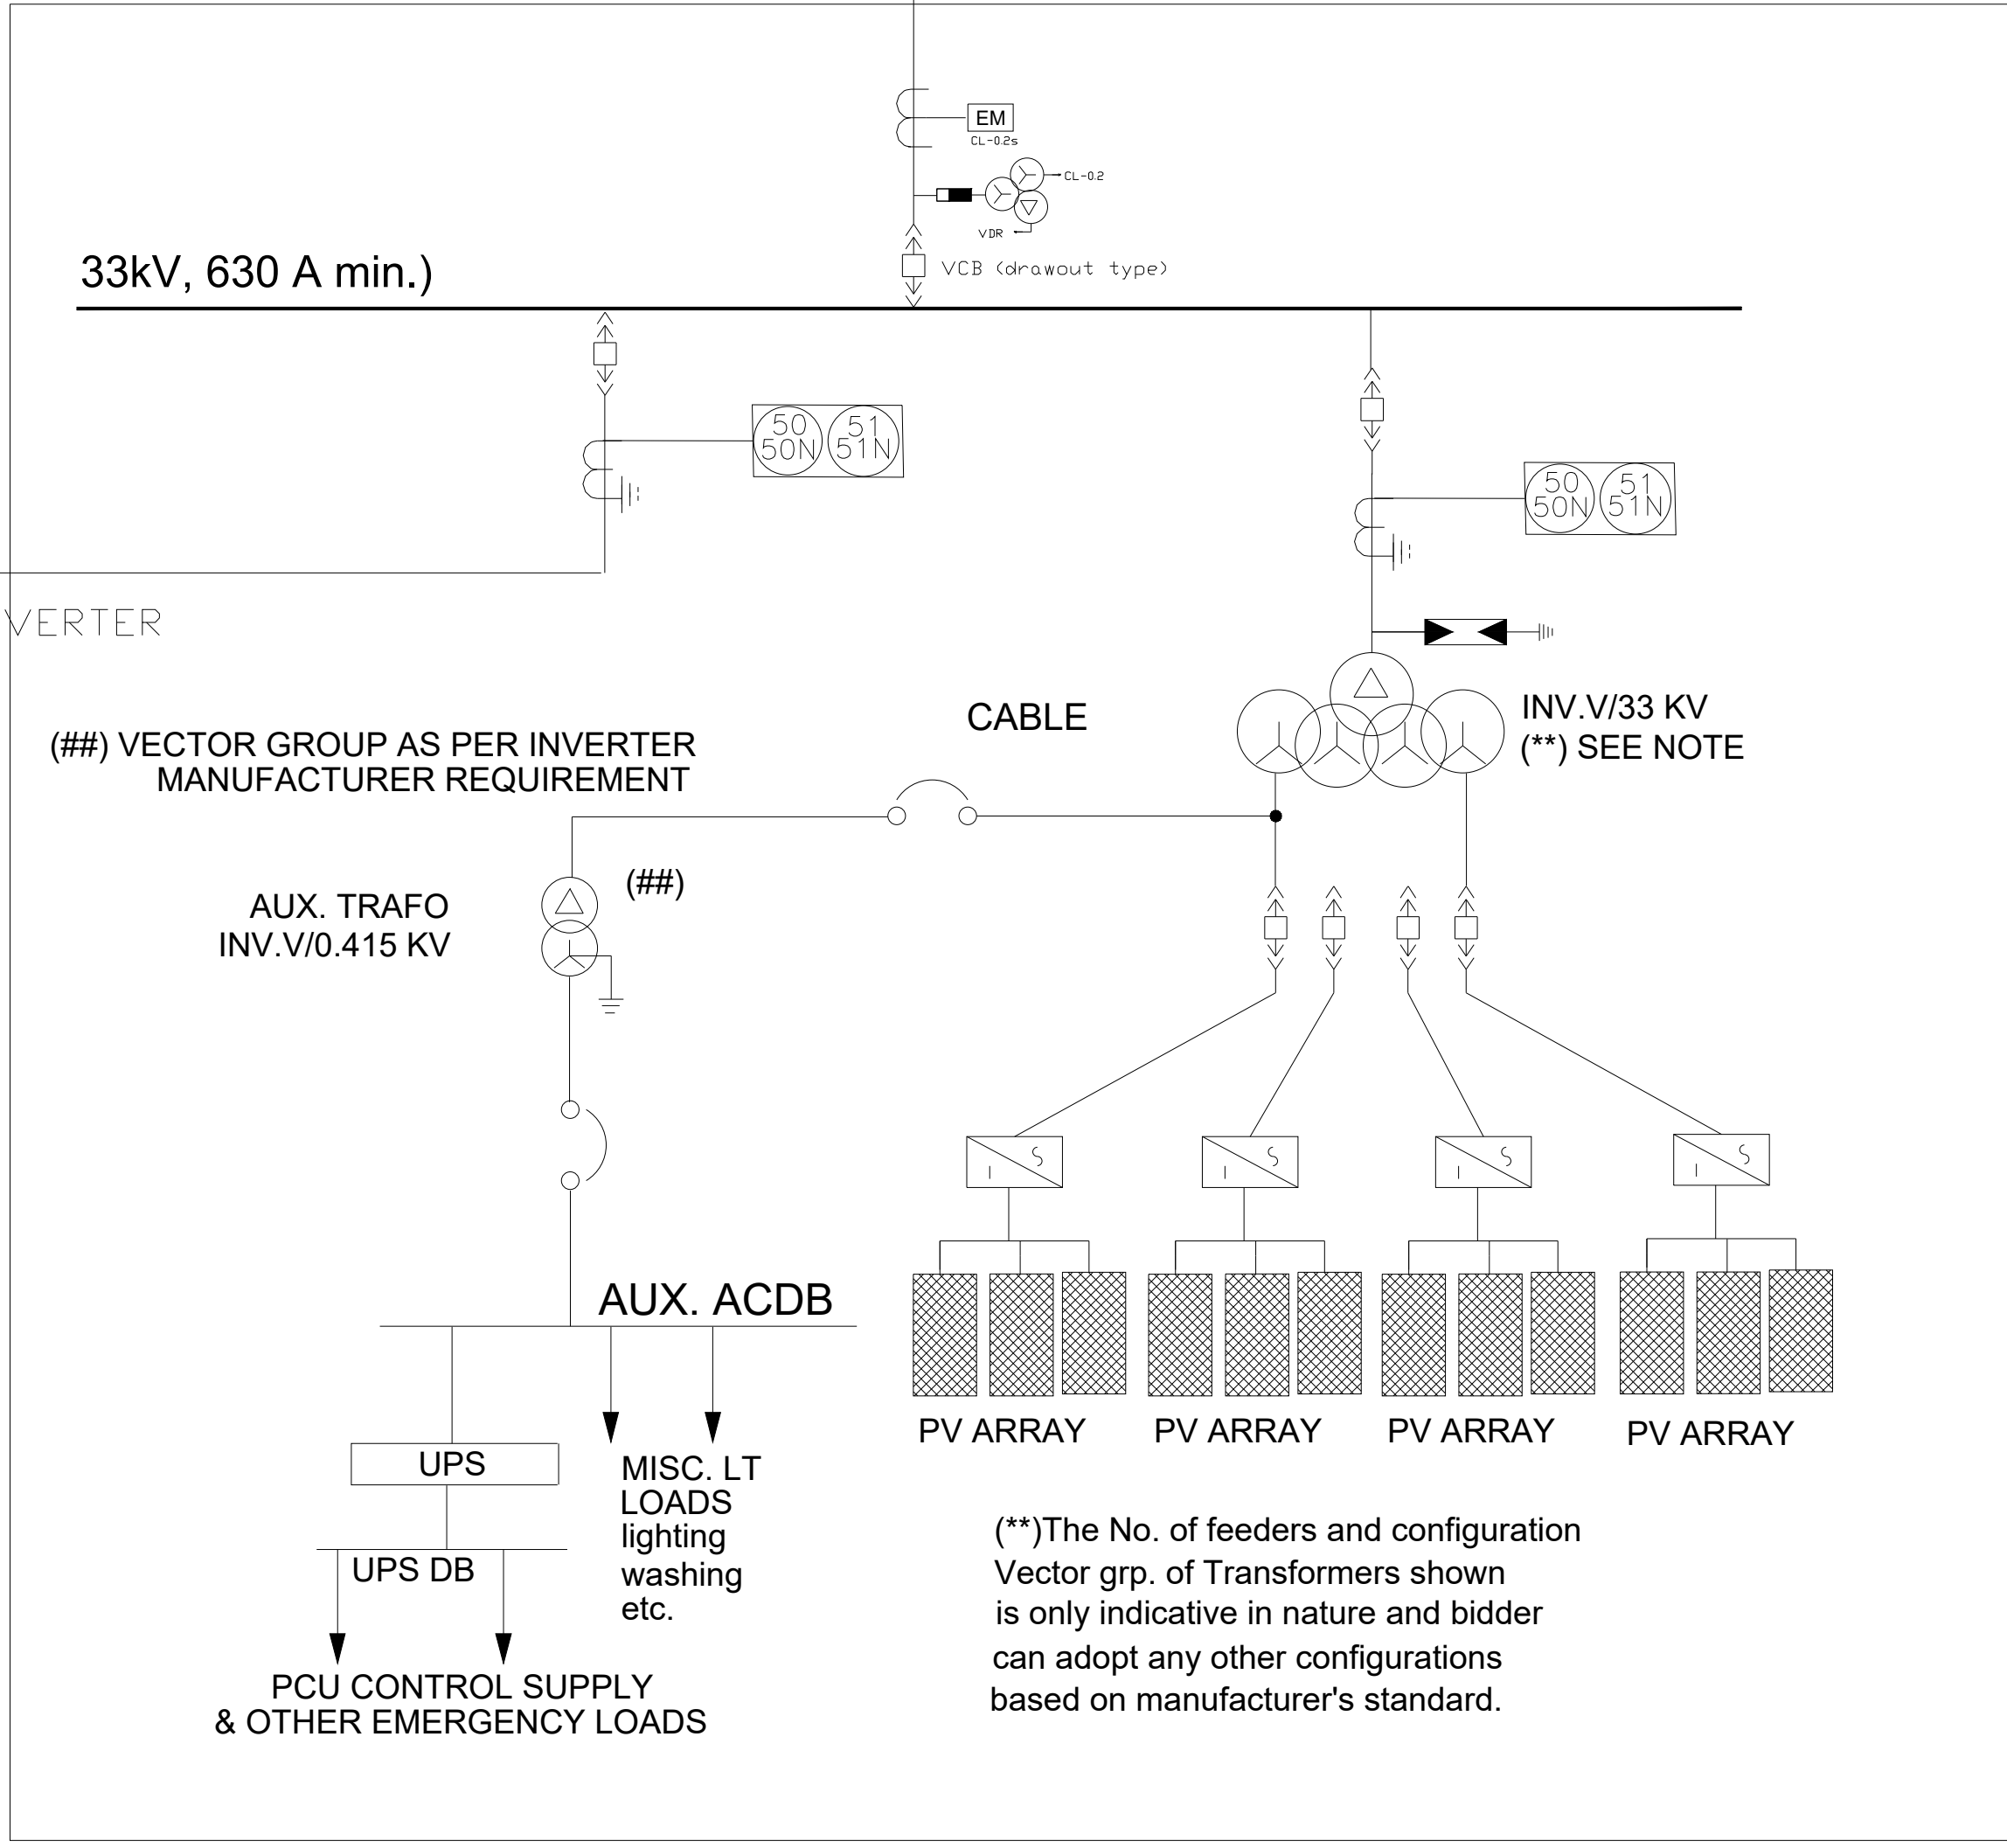 EM
CL-0.2s
CL-0.2
VDR
VCB (drawout type)
33kV, 630 A min.)
50
50N
51
51N
50
50N
51
51N
VERTER
CABLE
INV.V/33 KV
(**) SEE NOTE
(##) VECTOR GROUP AS PER INVERTER
MANUFACTURER REQUIREMENT
(##)
AUX. TRAFO
INV.V/0.415 KV
AUX. ACDB
PV ARRAY
PV ARRAY
PV ARRAY
PV ARRAY
UPS
MISC. LT
LOADS
lighting
washing
etc.
UPS DB
PCU CONTROL SUPPLY
& OTHER EMERGENCY LOADS
(**)The No. of feeders and configuration
Vector grp. of Transformers shown
is only indicative in nature and bidder
can adopt any other configurations
based on manufacturer's standard.